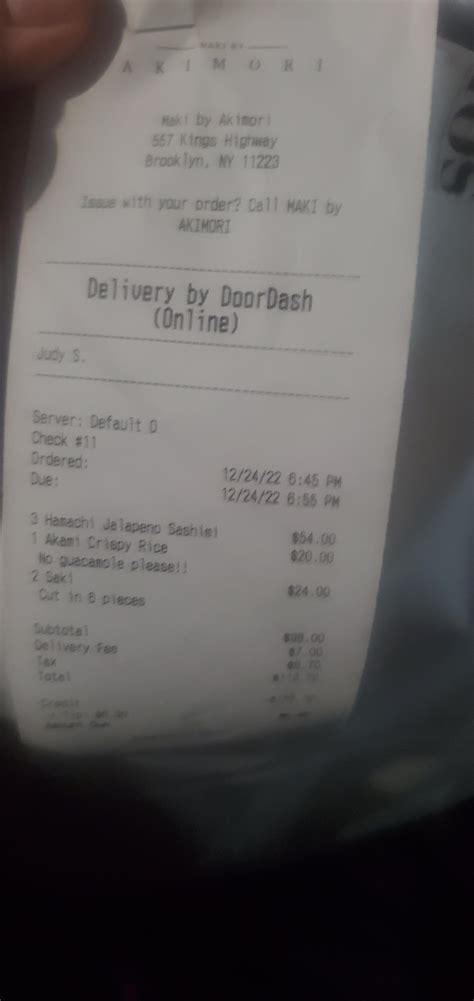 MAKI BY
AKIMORI
Maki by Akimori
557 Kings Highway
Brooklyn, NY 11223
Issue with your order? Call MAKI by
AKIMORI
Delivery by DoorDash
(Online)
Judy S.
Server: Default O
Check #11
Ordered: 12/24/22 6:45 PM
Due: 12/24/22 6:56 PM
3 Hamachi Jalapeno Sashimi $54.00
1 Akami Crispy Rice $20.00
No guacamole please!!
2 Saki $24.00
Cut in 6 pieces
Subtotal $98.00
Delivery Fee $7.00
Tax
Total
Credit